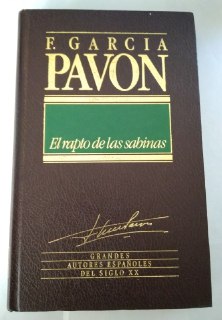 F. GARCIA
PAVON
El rapto de las sabinas
GRANDES
AUTORES ESPAÑOLES
DEL SIGLO XX